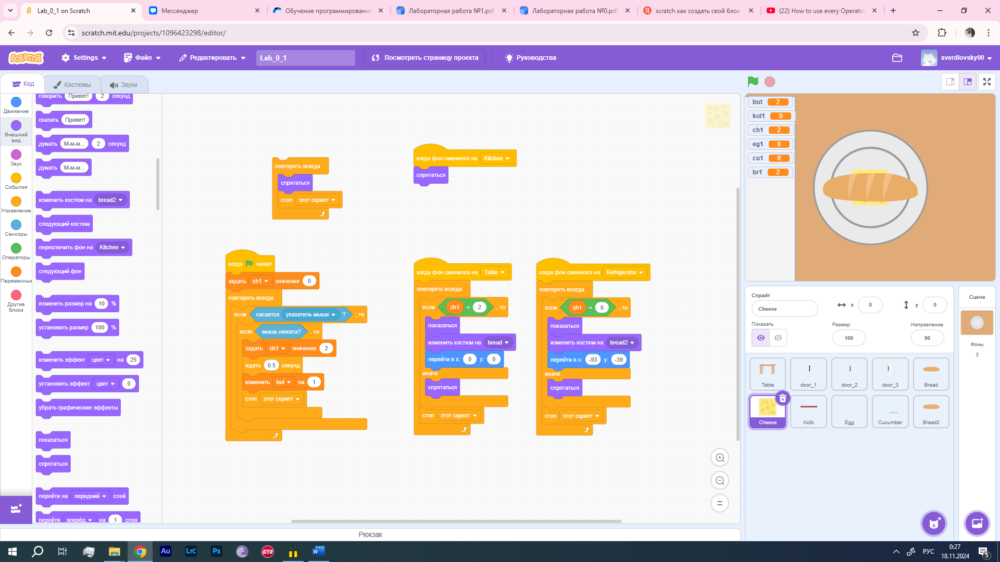 Lab_0_1 on Scratch
Мессенджер
Обучение программировани
Лабораторная работа №1.pdf
Лабораторная работа №0.pdf
scratch как создать свой блок
(22) How to use every Operator
scratch.mit.edu/projects/1096423298/editor/
SCRATCH
Settings
Файл
Редактировать
Lab_0_1
Посмотреть страницу проекта
Руководства
sverdlovsky00
Код
Костюмы
Звуки
Движение
Внешний вид
Звук
События
Управление
Сенсоры
Операторы
Переменные
Другие блоки
говорить Привет! 2 секунд
сказать Привет!
думать М-м-м... 2 секунд
думать М-м-м...
изменить костюм на bread2
следующий костюм
переключить фон на Kitchen
следующий фон
изменить размер на 10 %
установить размер 100 %
изменить эффект цвет на 25
установить эффект цвет 0
убрать графические эффекты
показаться
спрятаться
перейти на передний слой
перейти вперёд на 1 слоя
повторять всегда
спрятаться
стоп этот скрипт
когда фон сменился на Kitchen
спрятаться
когда нажат
задать ch1 значение 0
повторять всегда
если касается указатель мыши ? , то
если мышь нажата? , то
задать ch1 значение 2
ждать 0.5 секунд
изменить but на 1
стоп этот скрипт
когда фон сменился на Table
повторять всегда
если ch1 = 2 , то
показаться
изменить костюм на bread
перейти в x: 0 y: 0
иначе
спрятаться
стоп этот скрипт
когда фон сменился на Refrigerator
повторять всегда
если ch1 = 0 , то
показаться
изменить костюм на bread2
перейти в x: -93 y: -39
иначе
спрятаться
стоп этот скрипт
but 2
kol1 0
ch1 2
eg1 0
cu1 0
br1 2
Спрайт
Cheese
x 0
y 0
Показать
Размер
100
Направление
90
Table
door_1
door_2
door_3
Bread
Cheese
Kolb
Egg
Cucumber
Bread2
Сцена
Фоны
3
Рюкзак
Au
LrC
Ps
GT3
W
РУС
0:27
18.11.2024
5